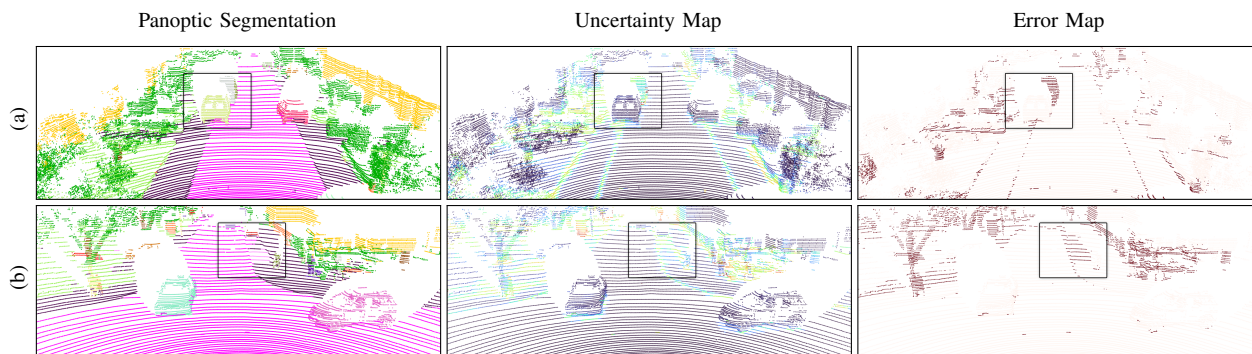 Panoptic Segmentation
Uncertainty Map
Error Map
(a)
(b)